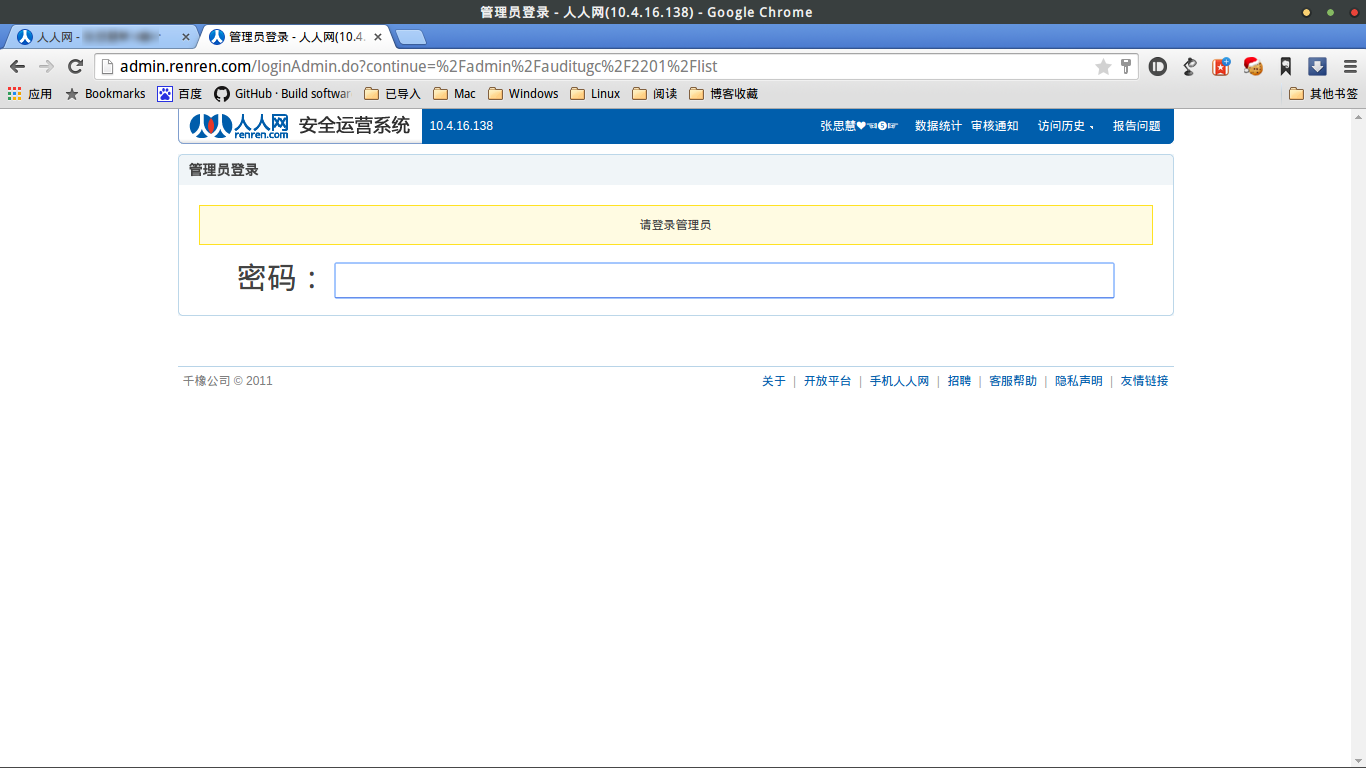 管理员登录 - 人人网(10.4.16.138) - Google Chrome
人人网 -
管理员登录 - 人人网(10.4.
admin.renren.com/loginAdmin.do?continue=%2Fadmin%2Fauditugc%2F2201%2Flist
应用 Bookmarks 百度 GitHub · Build softwar 已导入 Mac Windows Linux 阅读 博客收藏 其他书签
人人网 renren.com 安全运营系统 10.4.16.138 张思慧♥☜❺☞ 数据统计 审核通知 访问历史 报告问题
管理员登录
请登录管理员
密码：
千橡公司 © 2011 关于 | 开放平台 | 手机人人网 | 招聘 | 客服帮助 | 隐私声明 | 友情链接